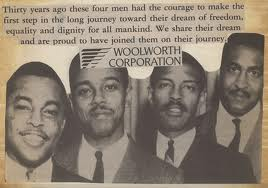 Thirty years ago these four men had the courage to make the
first step in the long journey toward their dream of freedom,
equality and dignity for all mankind. We share their dream
and are proud to have joined them on their journey.
WOOLWORTH
CORPORATION